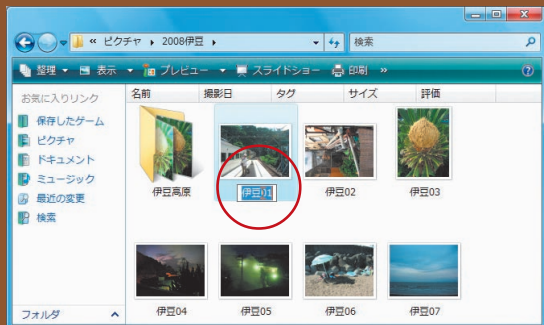 « ピクチャ ▸ 2008伊豆 ▸
検索
整理 表示 プレビュー スライドショー 印刷 »
お気に入りリンク
保存したゲーム
ピクチャ
ドキュメント
ミュージック
最近の変更
検索
フォルダ
名前 撮影日 タグ サイズ 評価
伊豆高原 伊豆01 伊豆02 伊豆03
伊豆04 伊豆05 伊豆06 伊豆07